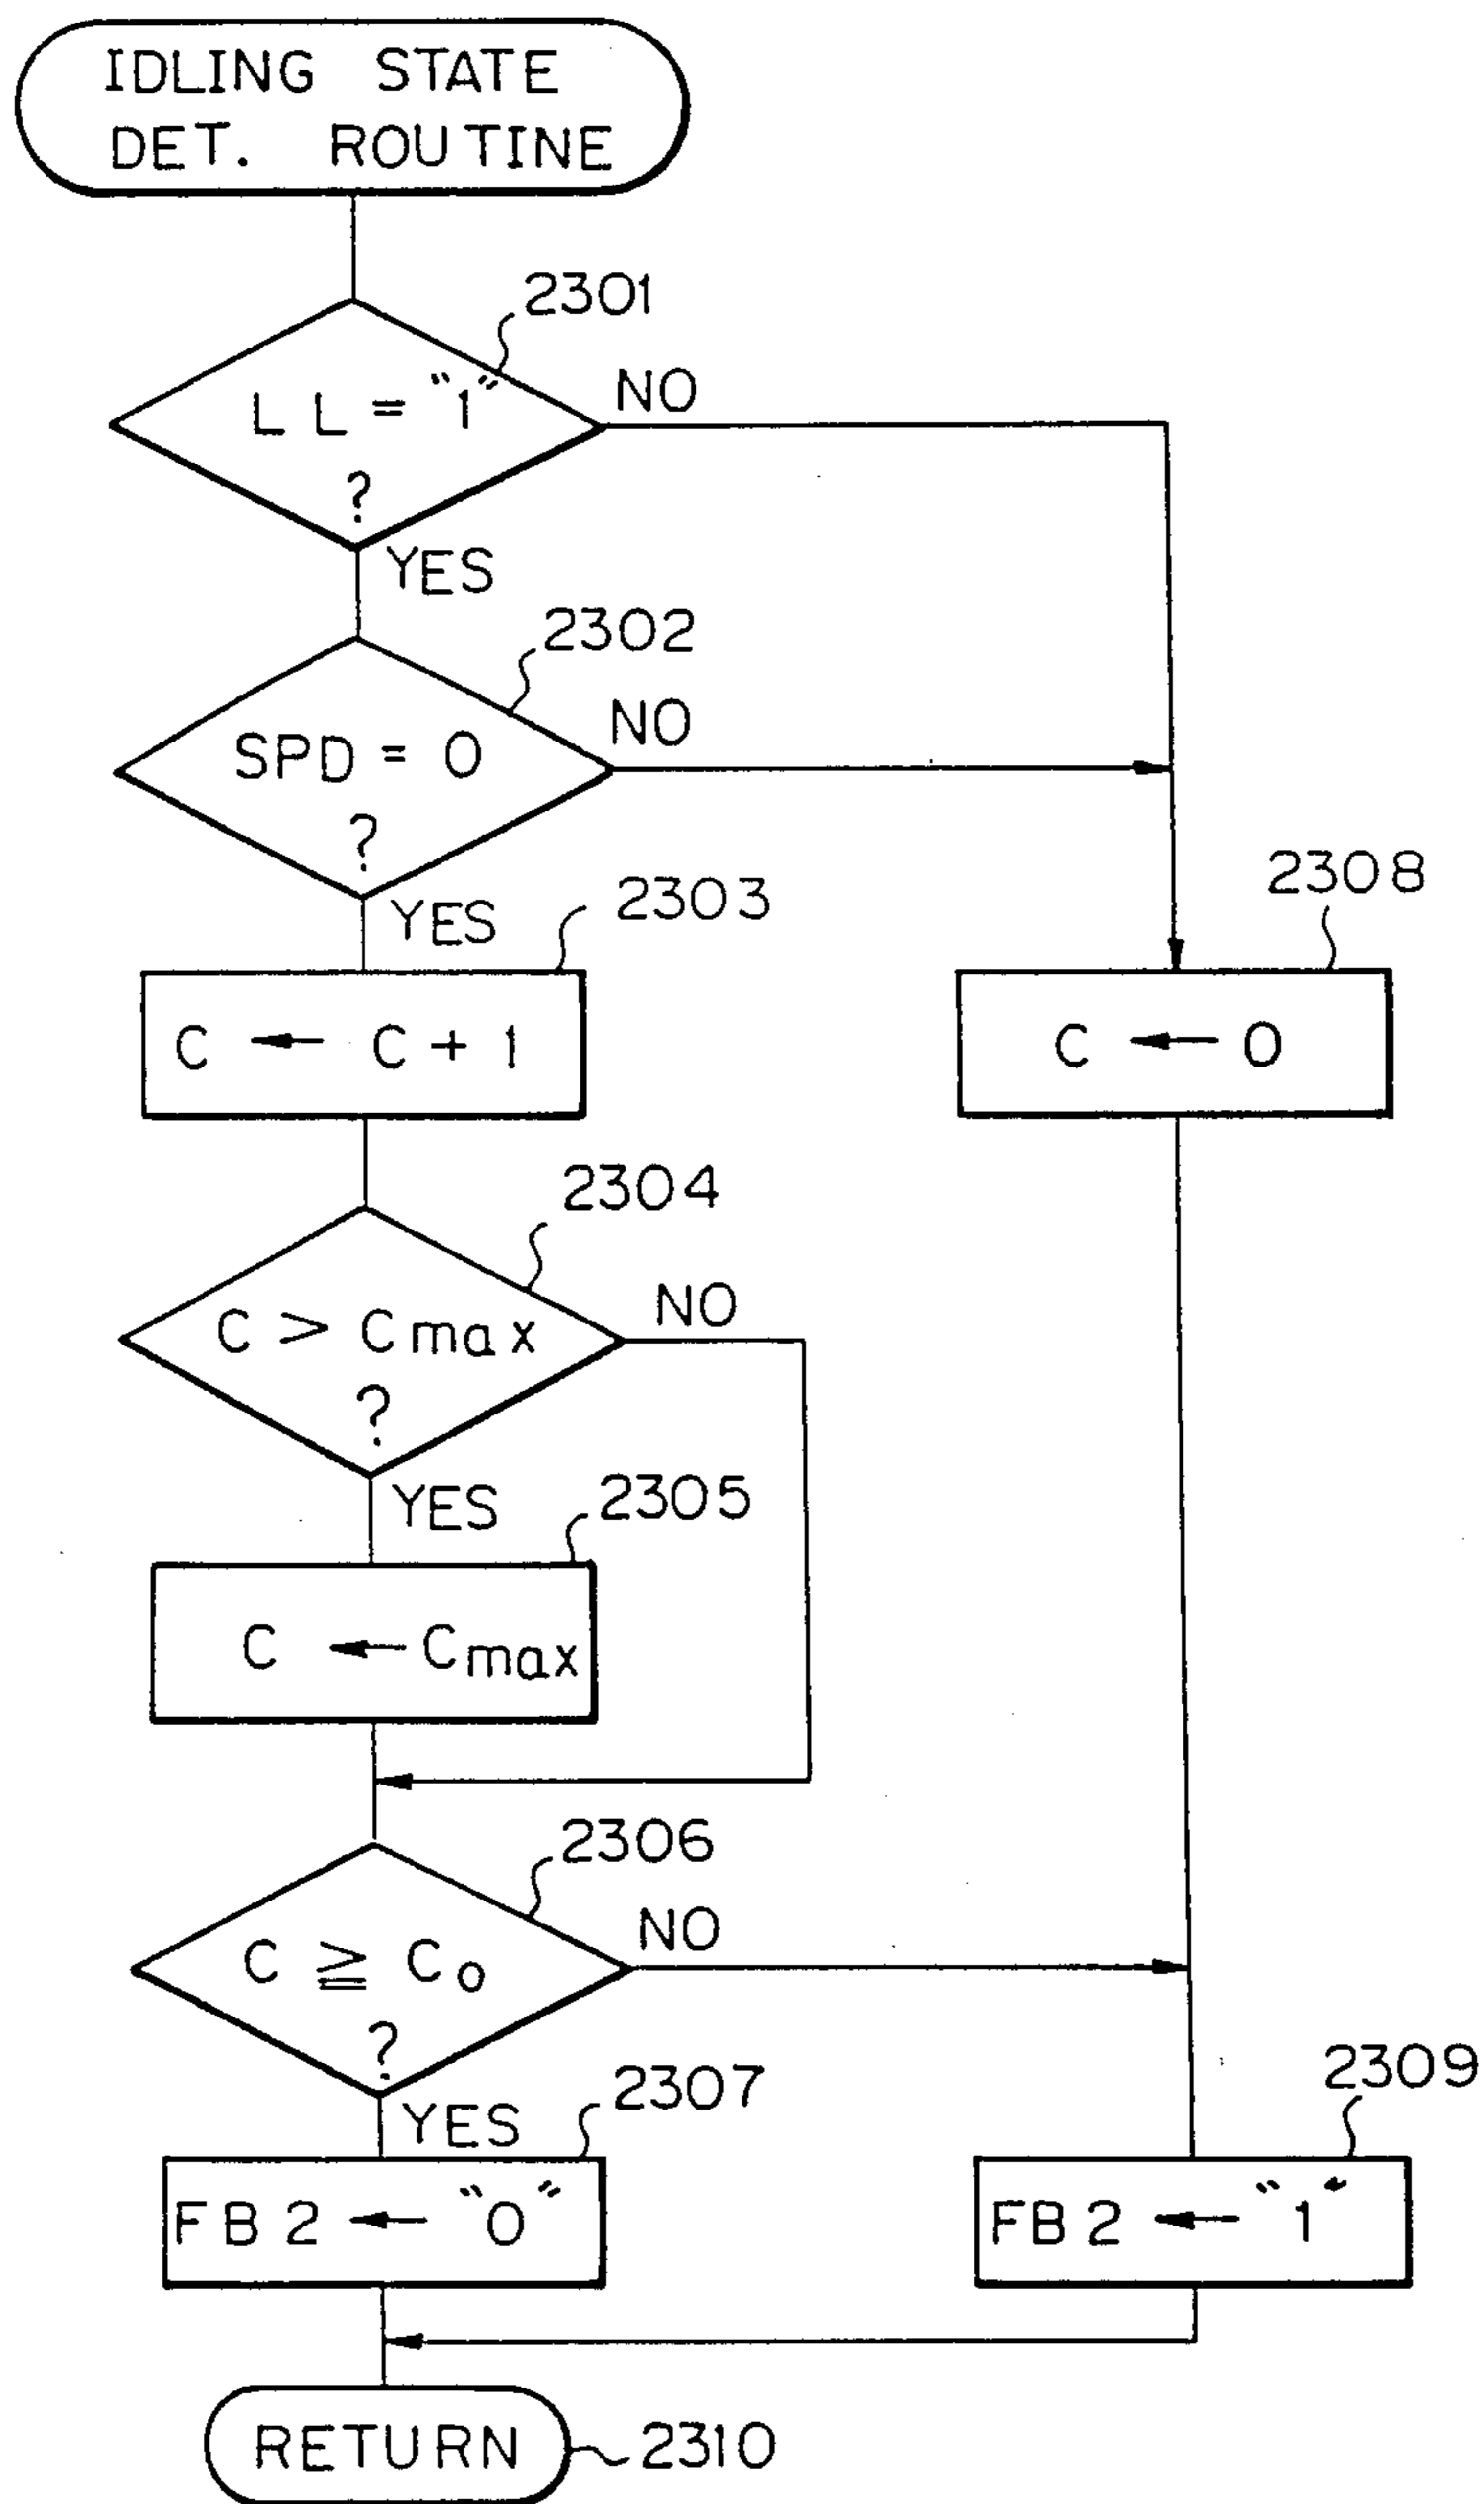 IDLING STATE
DET. ROUTINE
2301
LL = "1"
?
NO
YES
2302
SPD = 0
?
NO
YES
2303
C ← C + 1
2308
C ← 0
2304
C > Cmax
?
NO
YES
2305
C ← Cmax
2306
C ≧ Co
?
NO
YES
2307
FB2 ← "0"
2309
FB2 ← "1"
RETURN
2310